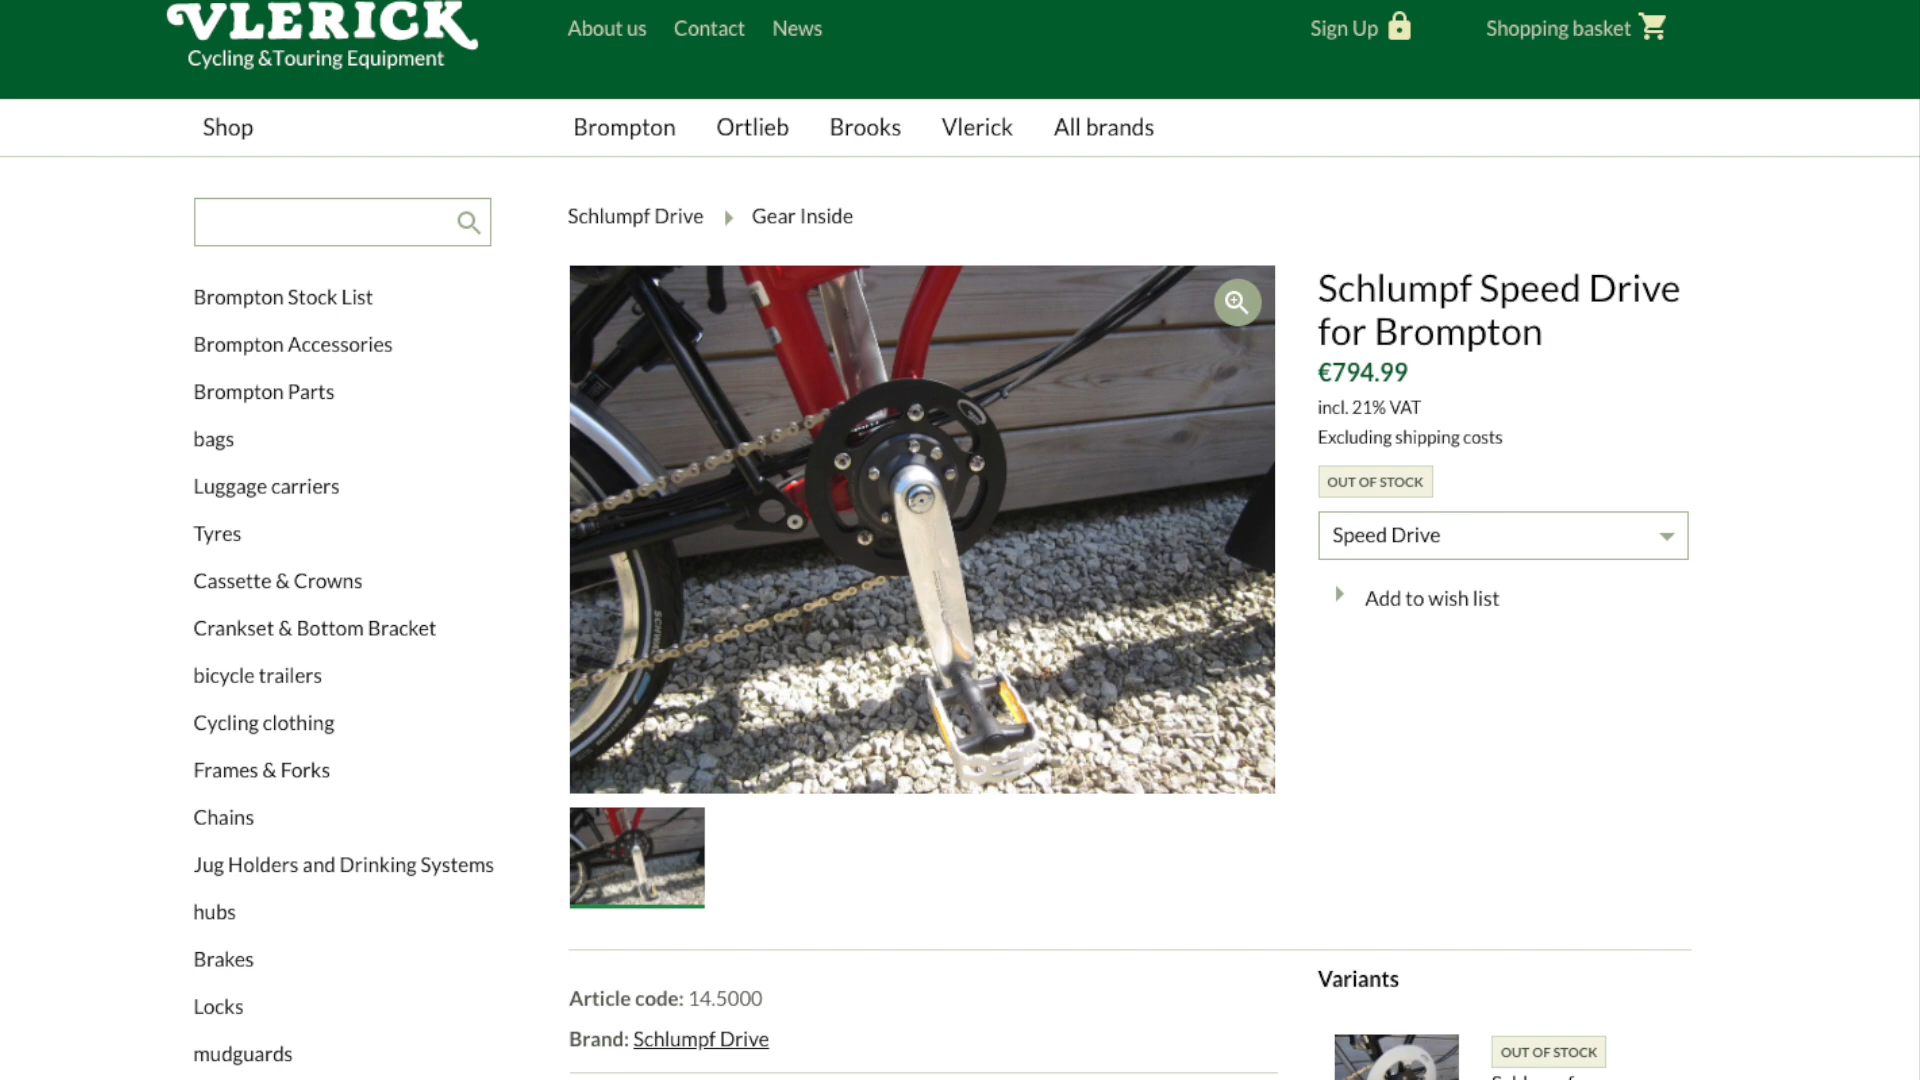 VLERICK
Cycling &Touring Equipment
About us
Contact
News
Sign Up
Shopping basket
Shop
Brompton
Ortlieb
Brooks
Vlerick
All brands
Schlumpf Drive
Gear Inside
Brompton Stock List
Brompton Accessories
Brompton Parts
bags
Luggage carriers
Tyres
Cassette & Crowns
Crankset & Bottom Bracket
bicycle trailers
Cycling clothing
Frames & Forks
Chains
Jug Holders and Drinking Systems
hubs
Brakes
Locks
mudguards
Schlumpf Speed Drive
for Brompton
€794.99
incl. 21% VAT
Excluding shipping costs
OUT OF STOCK
Speed Drive
Add to wish list
Article code: 14.5000
Brand: Schlumpf Drive
Variants
OUT OF STOCK